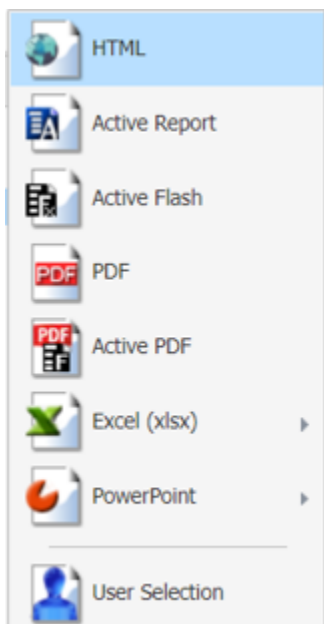 HTML
Active Report
Active Flash
PDF
PDF
PDF
Active PDF
Excel (xlsx)
PowerPoint
User Selection